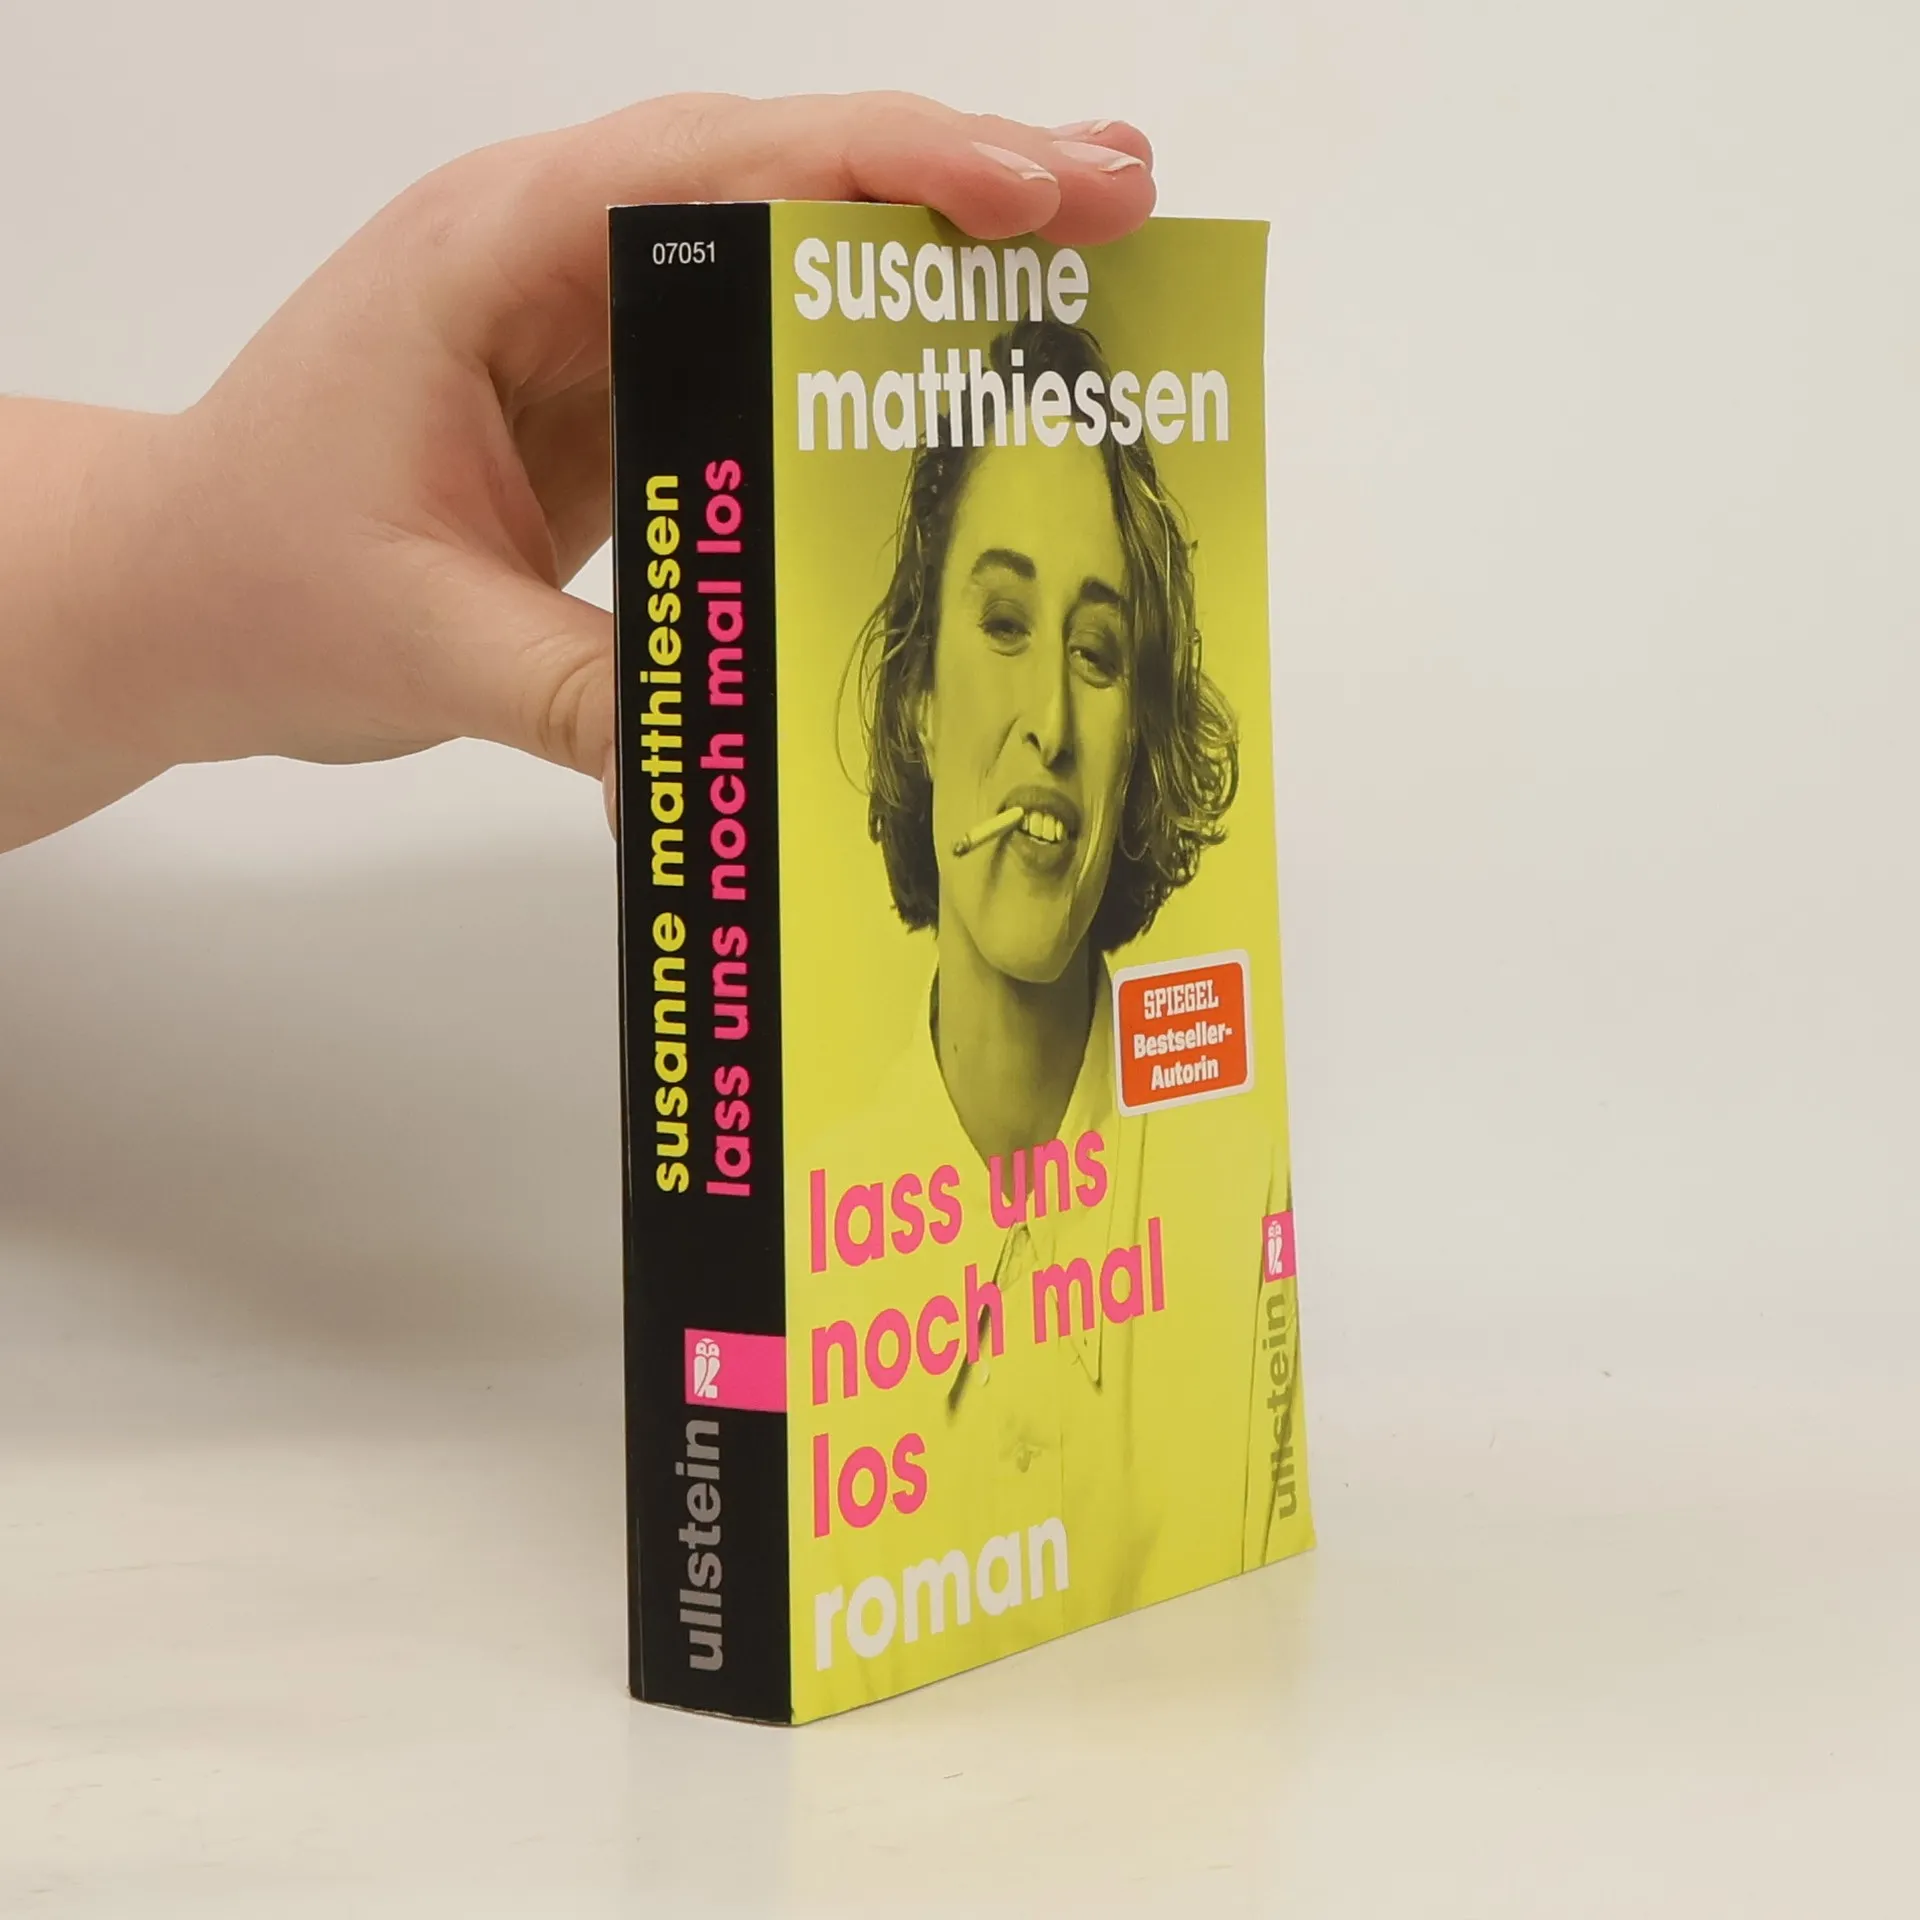 07051
susanne matthiessen
lass uns noch mal los
ullstein
susanne
matthiessen
SPIEGEL
Bestseller-
Autorin
lass uns
noch mal
los
roman
ullstein